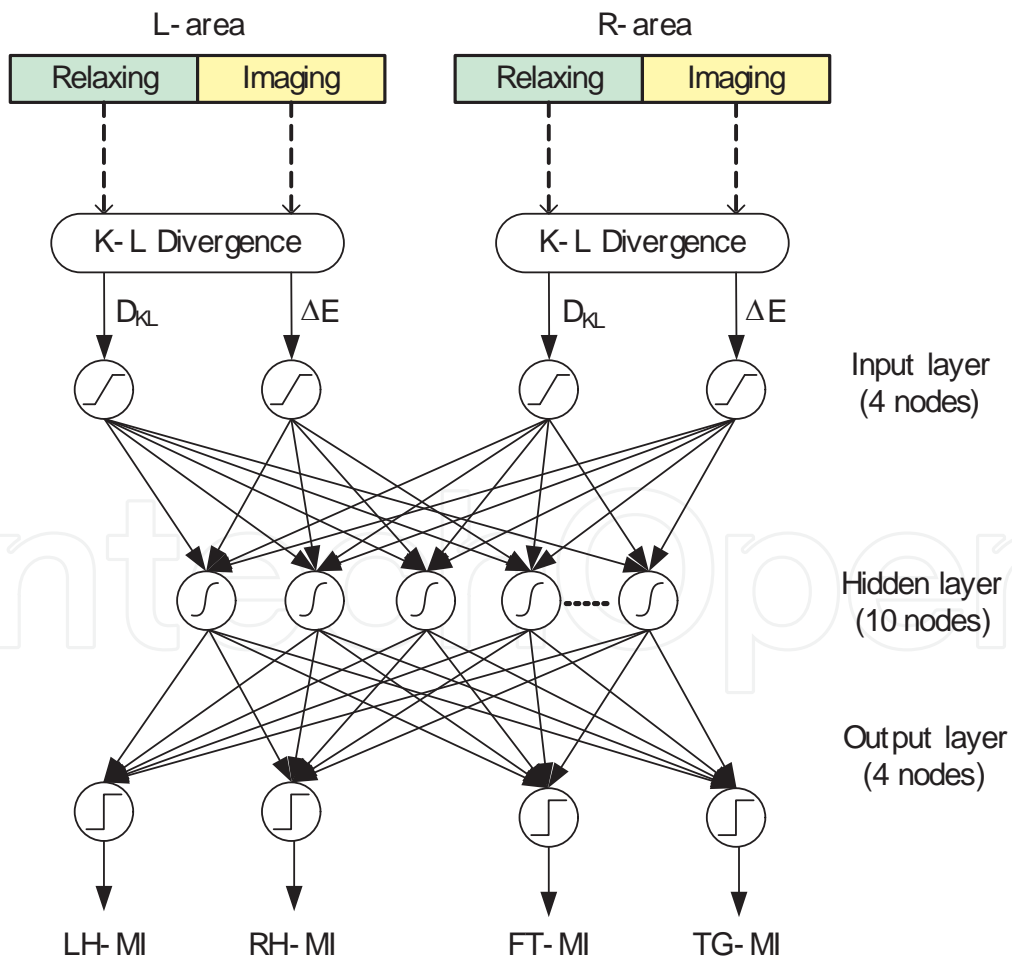 L-area R-area
Relaxing Imaging Relaxing Imaging
K-L Divergence K-L Divergence
DKL ΔE DKL ΔE
Input layer
(4 nodes)
IntechOpen
Hidden layer
(10 nodes)
Output layer
(4 nodes)
LH-MI RH-MI FT-MI TG-MI